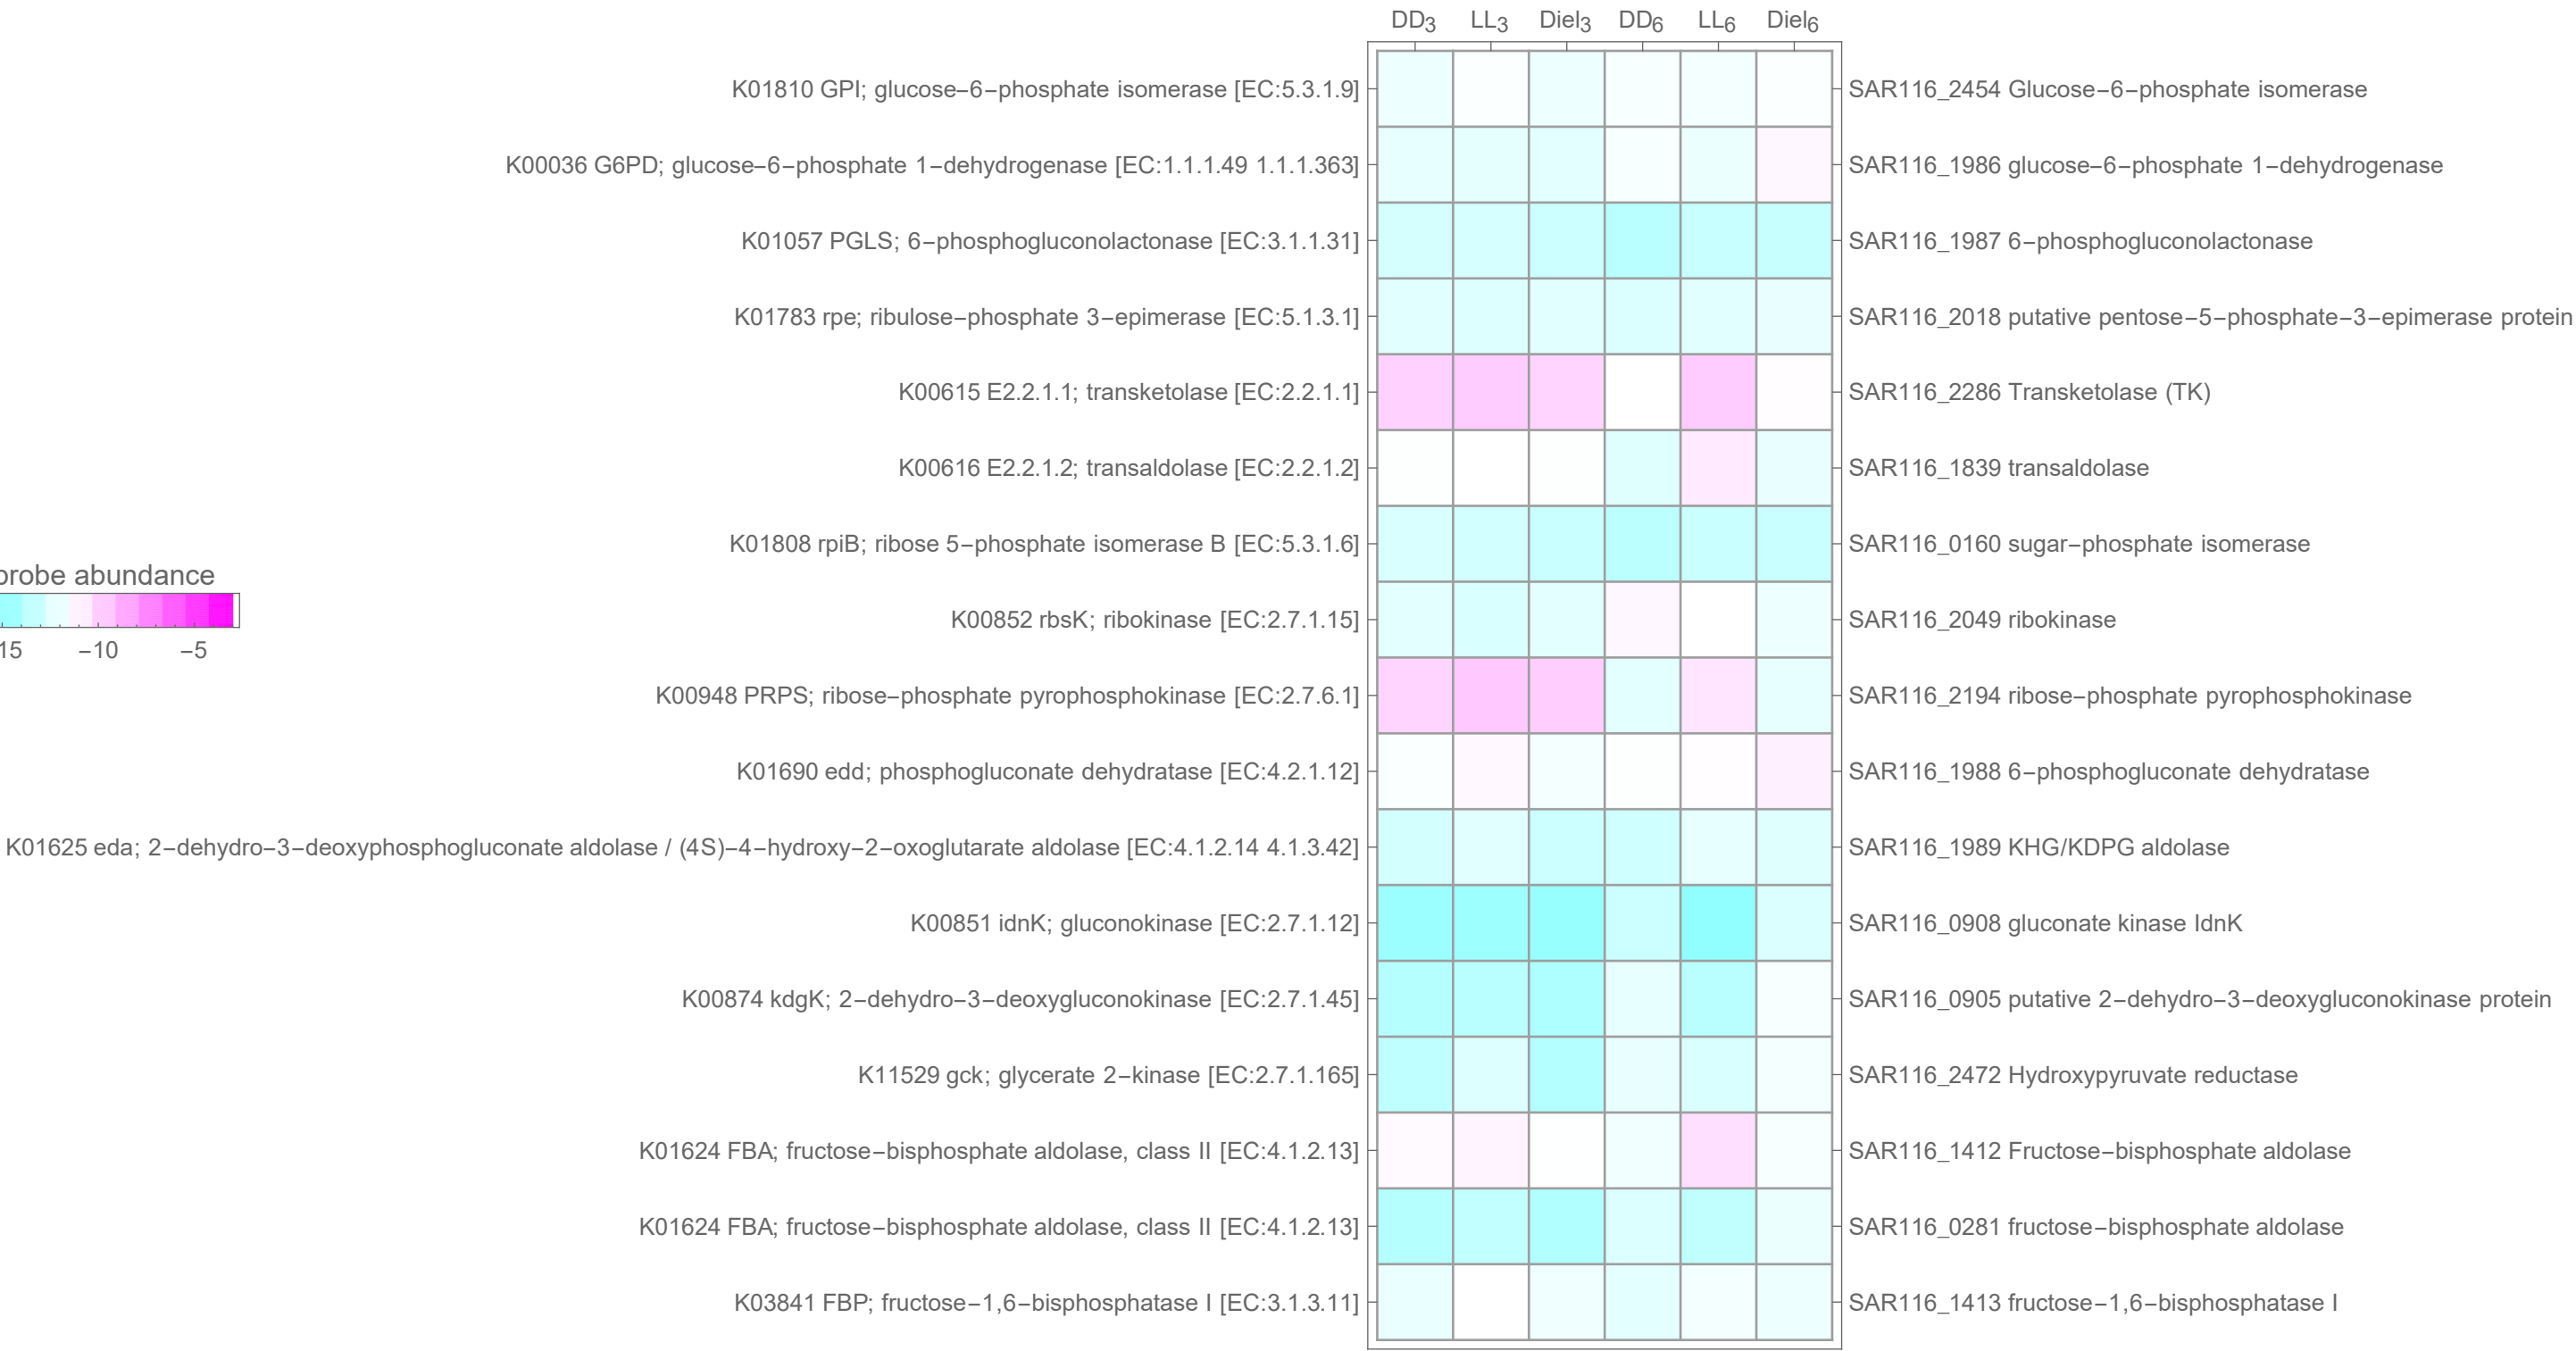 DD3 LL3 Diel3 DD6 LL6 Diel6
K01810 GPI; glucose−6−phosphate isomerase [EC:5.3.1.9] SAR116_2454 Glucose−6−phosphate isomerase
K00036 G6PD; glucose−6−phosphate 1−dehydrogenase [EC:1.1.1.49 1.1.1.363] SAR116_1986 glucose−6−phosphate 1−dehydrogenase
K01057 PGLS; 6−phosphogluconolactonase [EC:3.1.1.31] SAR116_1987 6−phosphogluconolactonase
K01783 rpe; ribulose−phosphate 3−epimerase [EC:5.1.3.1] SAR116_2018 putative pentose−5−phosphate−3−epimerase protein
K00615 E2.2.1.1; transketolase [EC:2.2.1.1] SAR116_2286 Transketolase (TK)
K00616 E2.2.1.2; transaldolase [EC:2.2.1.2] SAR116_1839 transaldolase
K01808 rpiB; ribose 5−phosphate isomerase B [EC:5.3.1.6] SAR116_0160 sugar−phosphate isomerase
probe abundance
15 −10 −5
K00852 rbsK; ribokinase [EC:2.7.1.15] SAR116_2049 ribokinase
K00948 PRPS; ribose−phosphate pyrophosphokinase [EC:2.7.6.1] SAR116_2194 ribose−phosphate pyrophosphokinase
K01690 edd; phosphogluconate dehydratase [EC:4.2.1.12] SAR116_1988 6−phosphogluconate dehydratase
K01625 eda; 2−dehydro−3−deoxyphosphogluconate aldolase / (4S)−4−hydroxy−2−oxoglutarate aldolase [EC:4.1.2.14 4.1.3.42] SAR116_1989 KHG/KDPG aldolase
K00851 idnK; gluconokinase [EC:2.7.1.12] SAR116_0908 gluconate kinase IdnK
K00874 kdgK; 2−dehydro−3−deoxygluconokinase [EC:2.7.1.45] SAR116_0905 putative 2−dehydro−3−deoxygluconokinase protein
K11529 gck; glycerate 2−kinase [EC:2.7.1.165] SAR116_2472 Hydroxypyruvate reductase
K01624 FBA; fructose−bisphosphate aldolase, class II [EC:4.1.2.13] SAR116_1412 Fructose−bisphosphate aldolase
K01624 FBA; fructose−bisphosphate aldolase, class II [EC:4.1.2.13] SAR116_0281 fructose−bisphosphate aldolase
K03841 FBP; fructose−1,6−bisphosphatase I [EC:3.1.3.11] SAR116_1413 fructose−1,6−bisphosphatase I